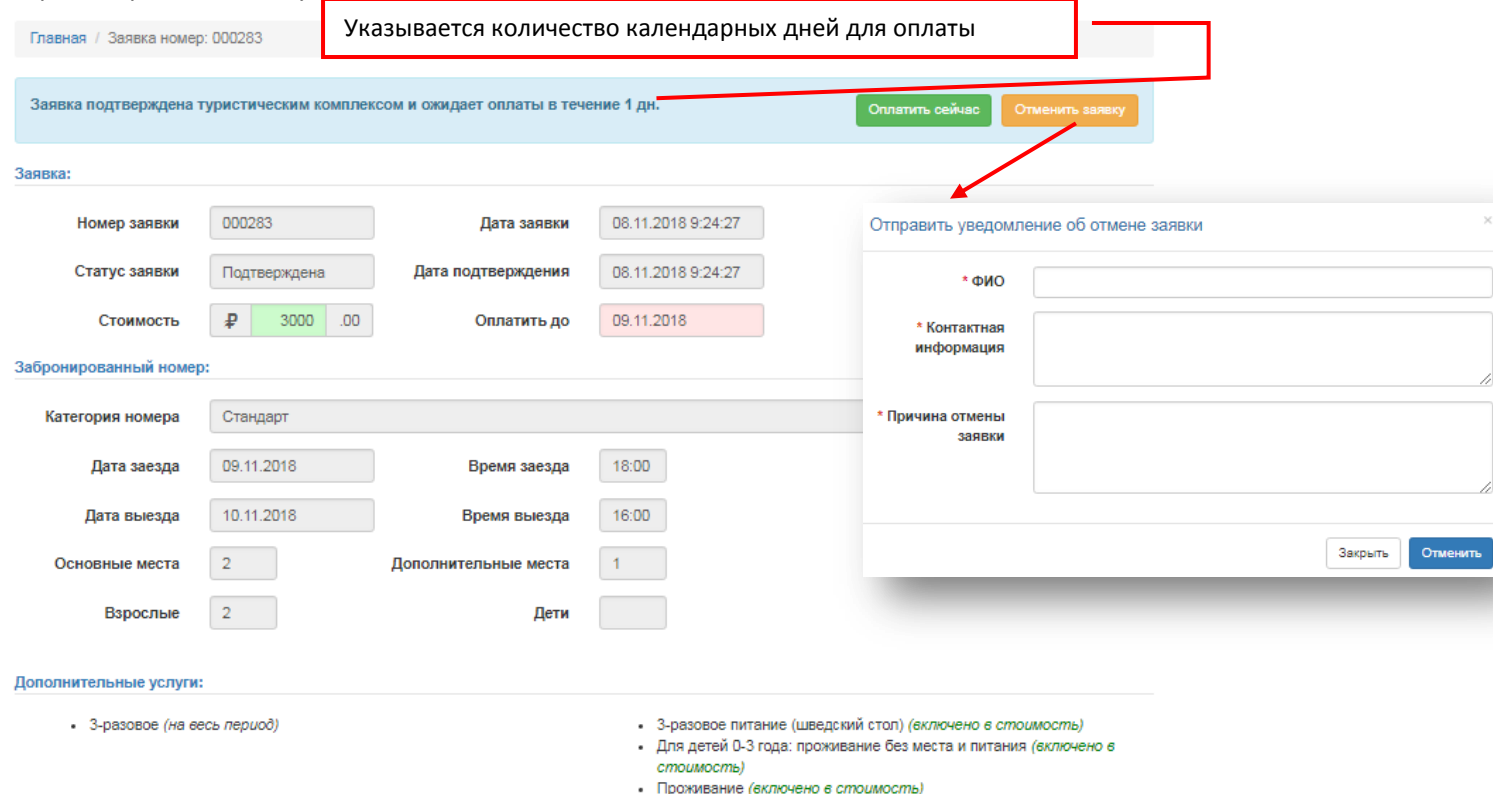 Указывается количество календарных дней для оплаты
Главная / Заявка номер: 000283
Заявка подтверждена туристическим комплексом и ожидает оплаты в течение 1 дн.
Оплатить сейчас
Отменить заявку
Заявка:
Номер заявки 000283 Дата заявки 08.11.2018 9:24:27
Статус заявки Подтверждена Дата подтверждения 08.11.2018 9:24:27
Стоимость ₽ 3000 .00 Оплатить до 09.11.2018
Забронированный номер:
Категория номера Стандарт
Дата заезда 09.11.2018 Время заезда 18:00
Дата выезда 10.11.2018 Время выезда 16:00
Основные места 2 Дополнительные места 1
Взрослые 2 Дети
Отправить уведомление об отмене заявки ×
* ФИО
* Контактная
информация
* Причина отмены
заявки
Закрыть Отменить
Дополнительные услуги:
• 3-разовое (на весь период)
• 3-разовое питание (шведский стол) (включено в стоимость)
• Для детей 0-3 года: проживание без места и питания (включено в
стоимость)
• Проживание (включено в стоимость)